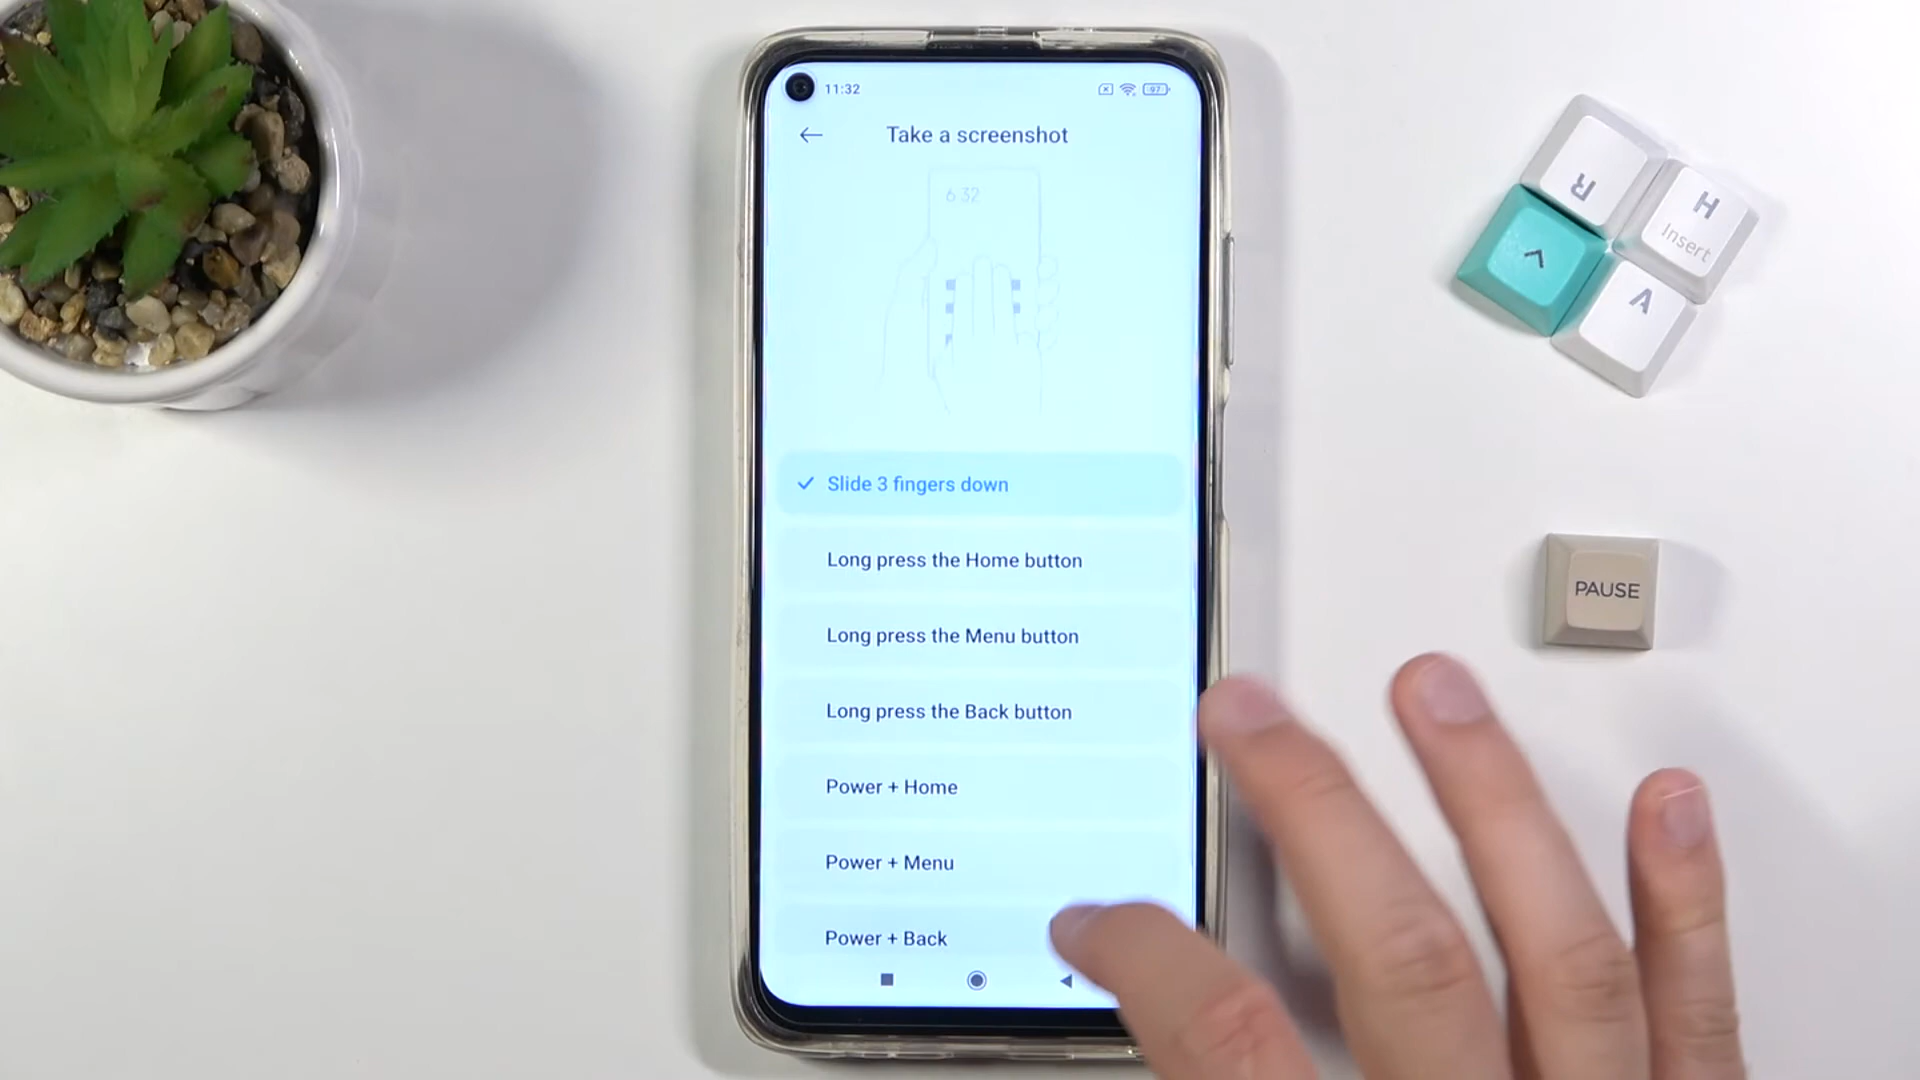 11:32
97
Take a screenshot
6 32
Slide 3 fingers down
Long press the Home button
Long press the Menu button
Long press the Back button
Power + Home
Power + Menu
Power + Back
R
H
Insert
^
A
PAUSE